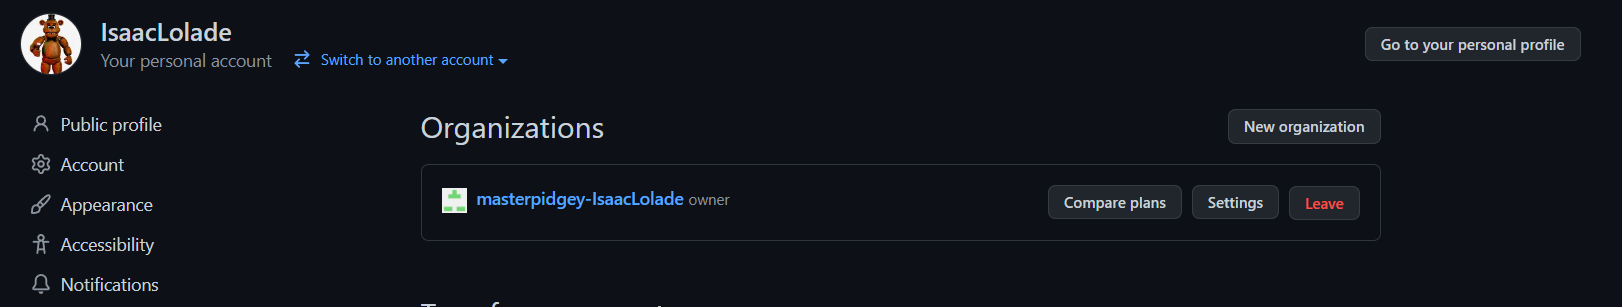 IsaacLolade
Your personal account
Switch to another account
Go to your personal profile
Public profile
Account
Appearance
Accessibility
Notifications
Organizations
New organization
masterpidgey-IsaacLolade owner
Compare plans
Settings
Leave